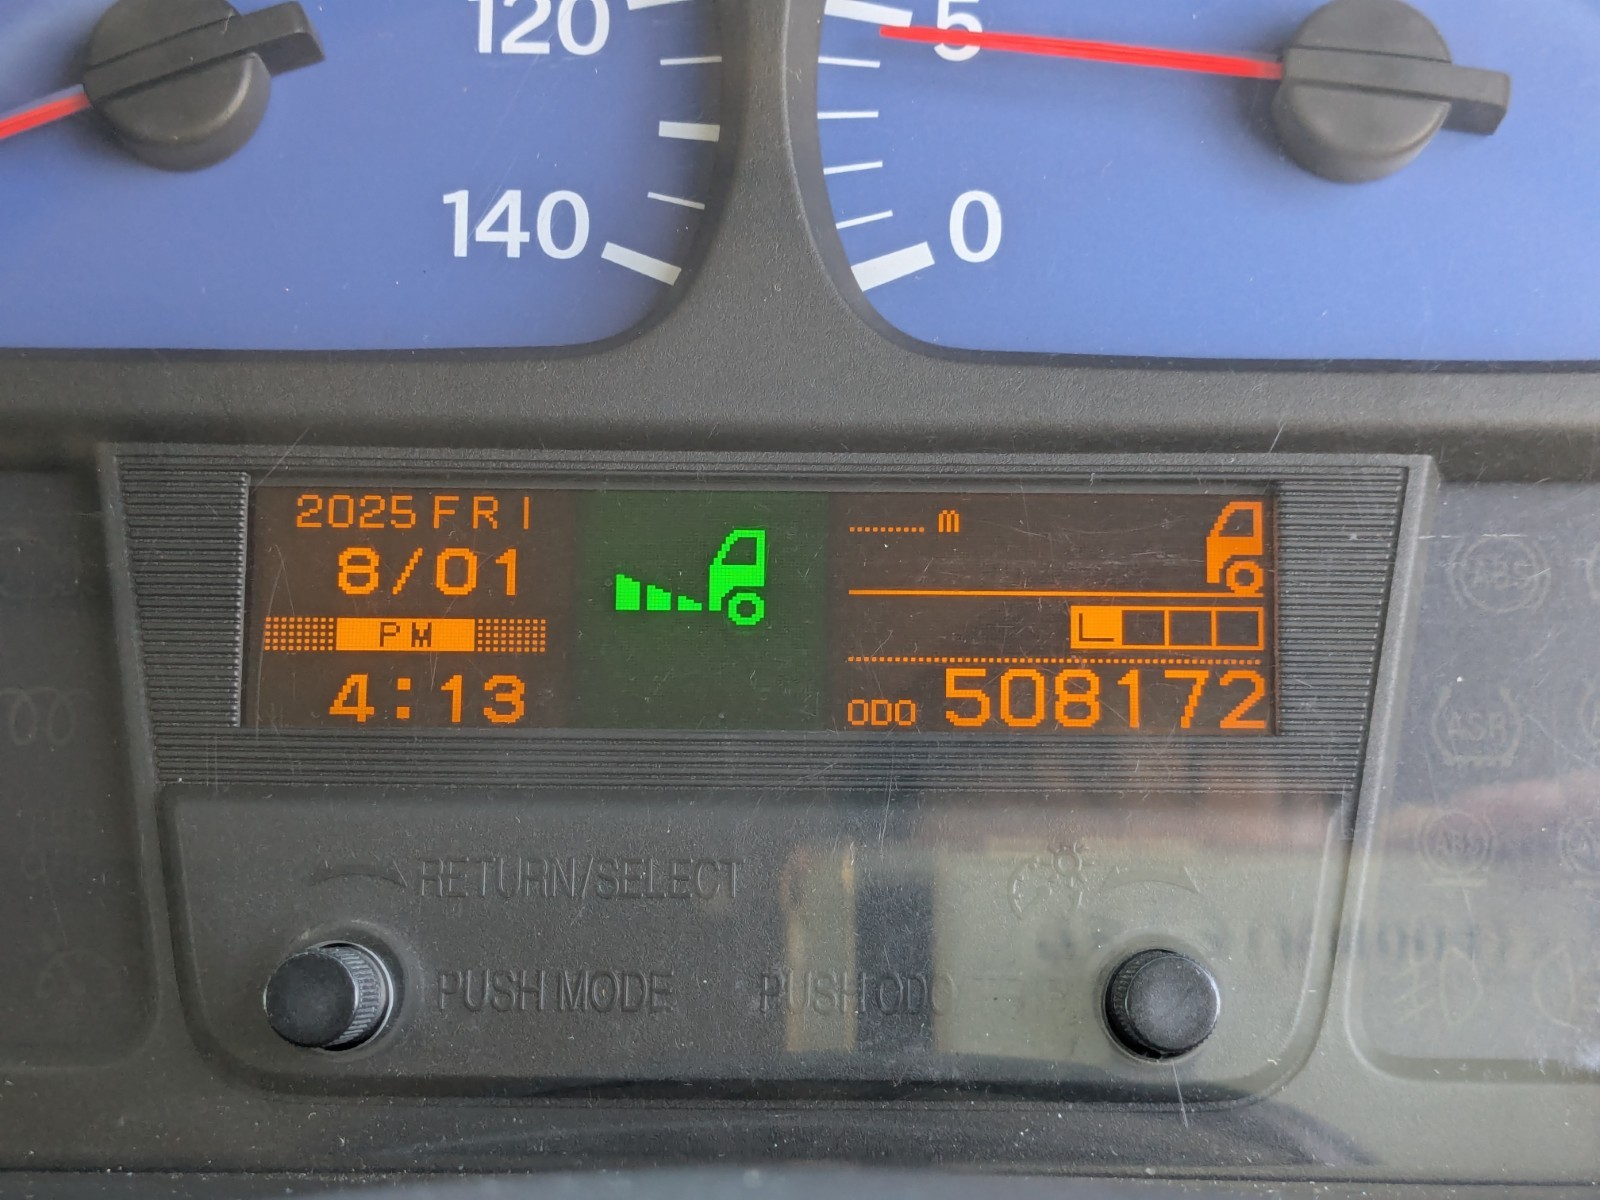 120
5
140
0
2025 FRI
8/01
PM
4:13
........ m
L
ODO 508172
RETURN/SELECT
PUSH MODE
PUSH ODO
ABS
ASR
ABS